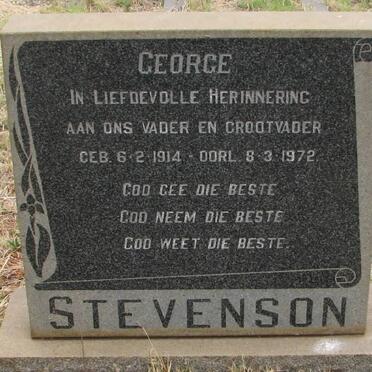 GEORGE
IN LIEFDEVOLLE HERINNERING
AAN ONS VADER EN GROOTVADER
GEB. 6-2-1914 - OORL. 8-3-1972.
GOD GEE DIE BESTE
GOD NEEM DIE BESTE
GOD WEET DIE BESTE.
STEVENSON